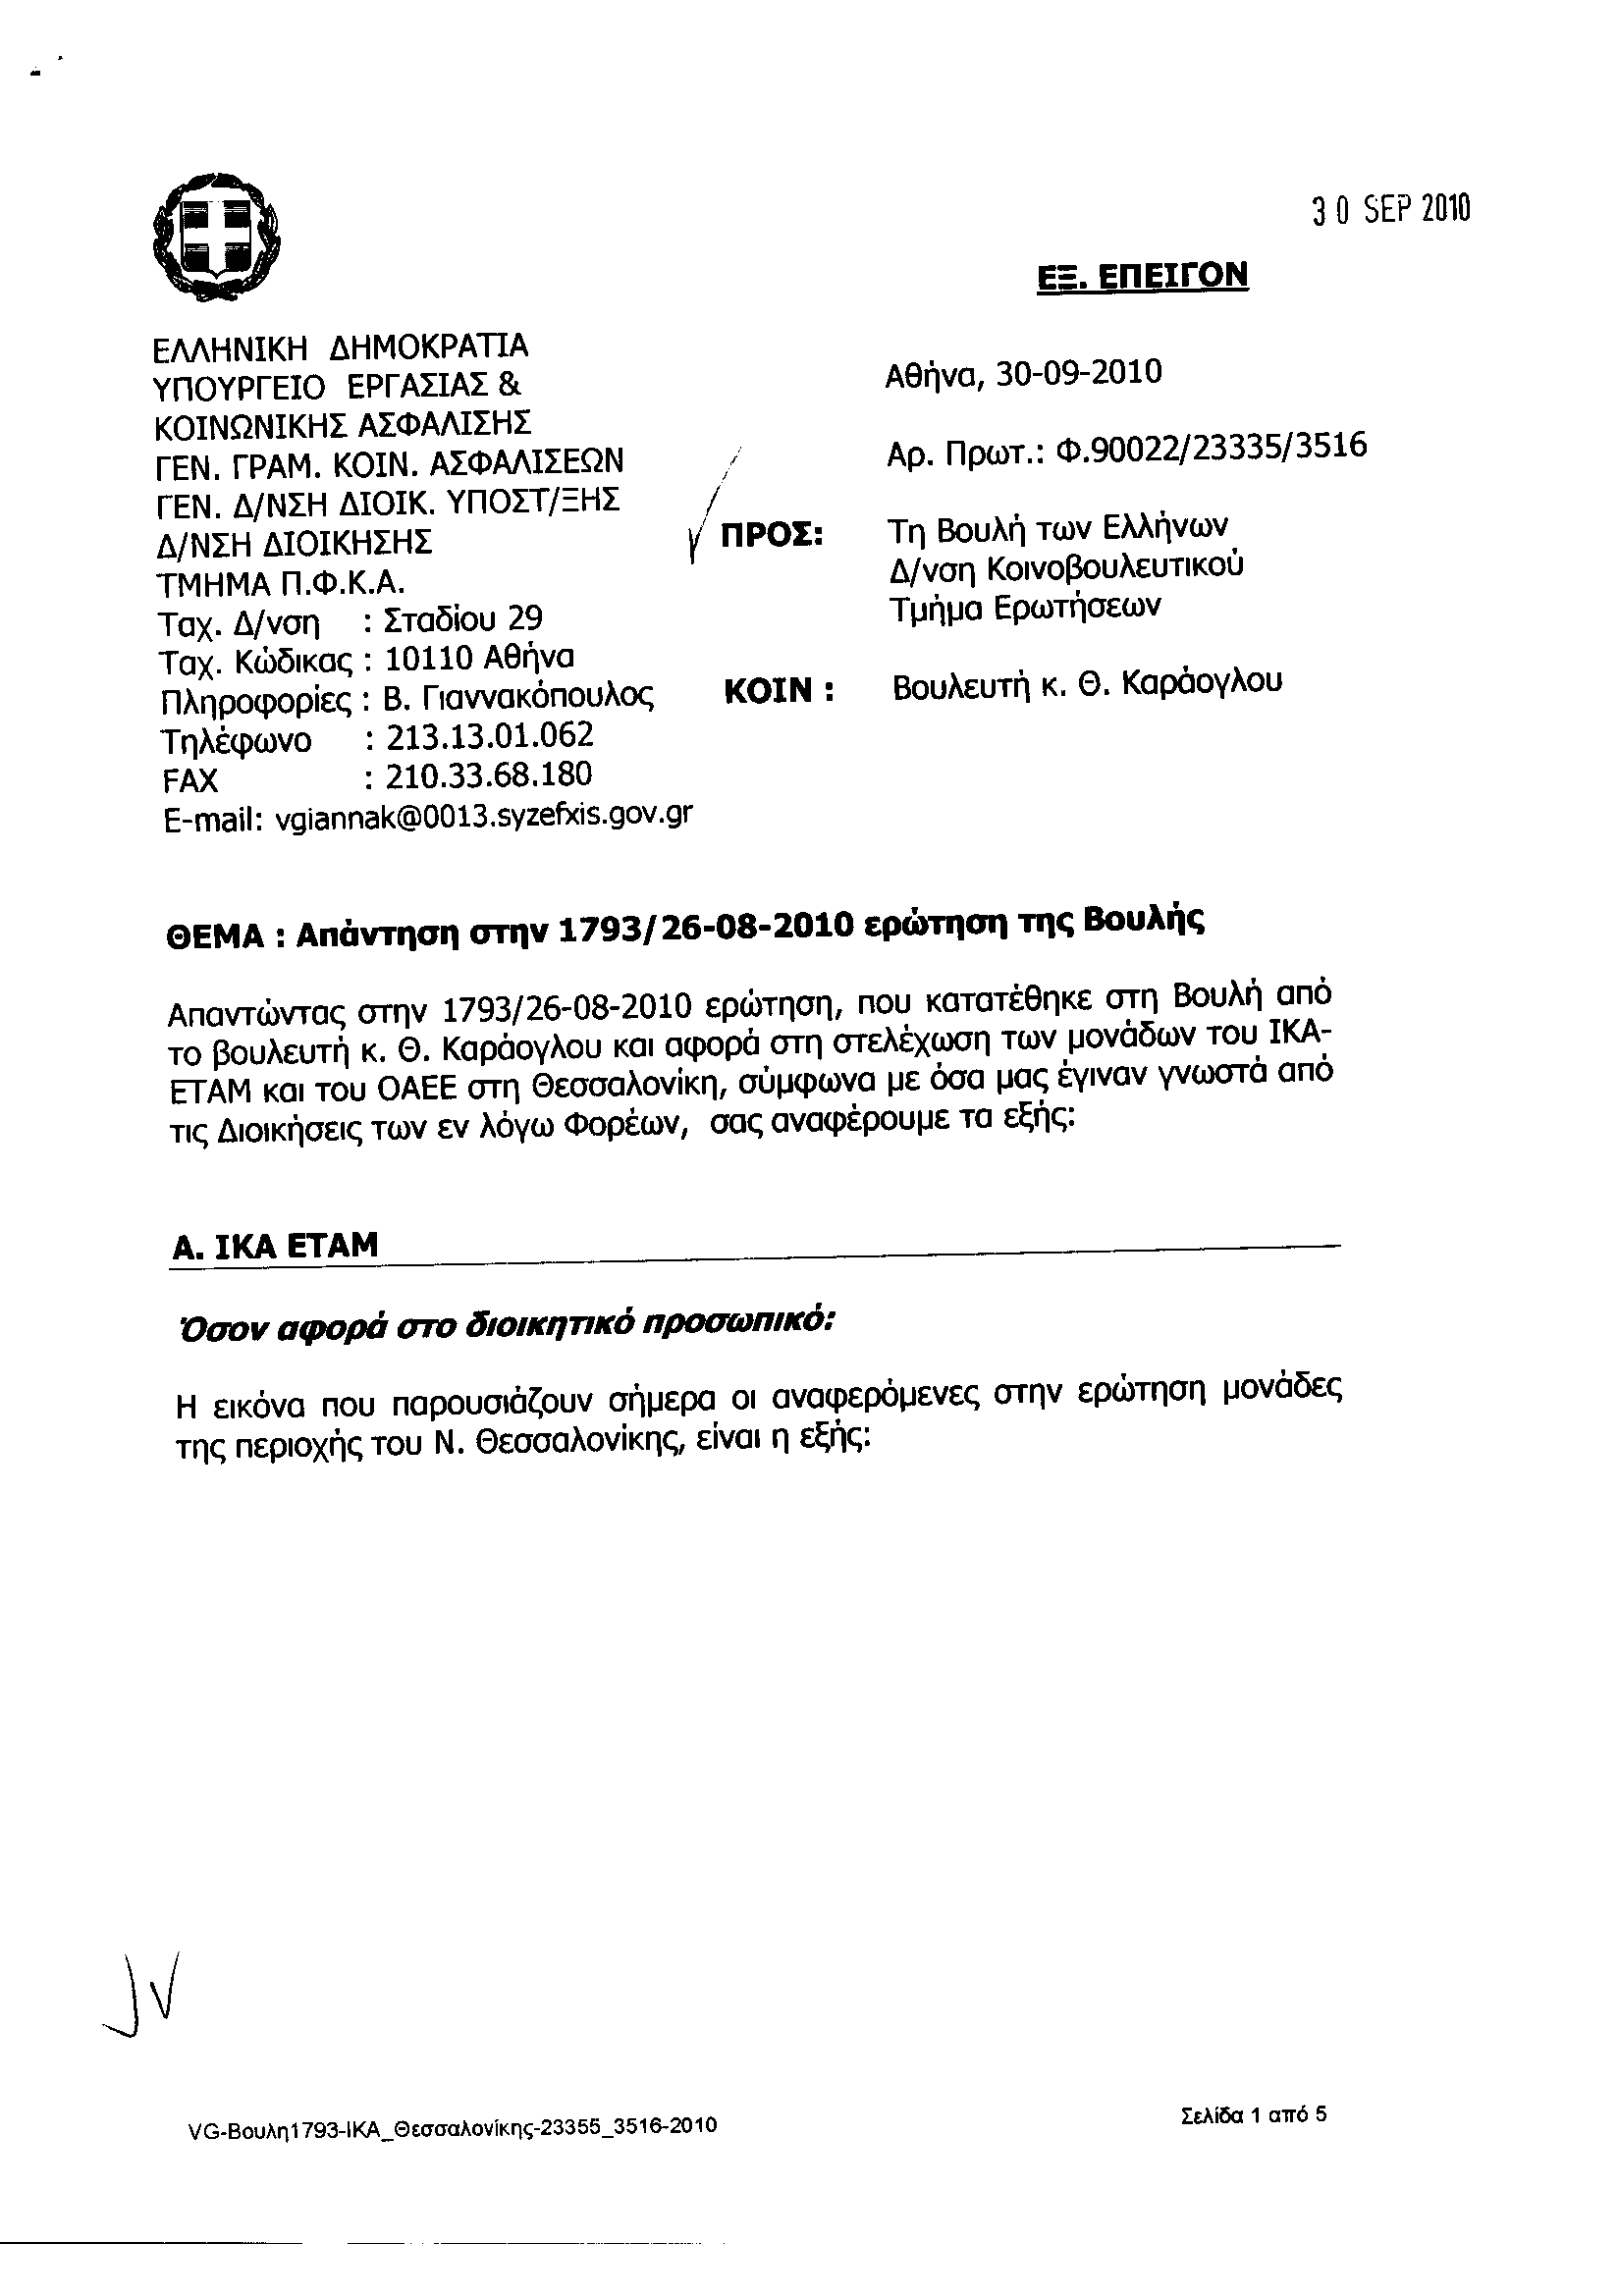 30 SEP 2010
ΕΞ. ΕΠΕΙΓΟΝ
ΕΛΛΗΝΙΚΗ ΔΗΜΟΚΡΑΤΙΑ
ΥΠΟΥΡΓΕΙΟ ΕΡΓΑΣΙΑΣ &
ΚΟΙΝΩΝΙΚΗΣ ΑΣΦΑΛΙΣΗΣ
ΓΕΝ. ΓΡΑΜ. ΚΟΙΝ. ΑΣΦΑΛΙΣΕΩΝ
ΓΕΝ. Δ/ΝΣΗ ΔΙΟΙΚ. ΥΠΟΣΤ/ΞΗΣ
Δ/ΝΣΗ ΔΙΟΙΚΗΣΗΣ
ΤΜΗΜΑ Π.Φ.Κ.Α.
Ταχ. Δ/νση : Σταδίου 29
Ταχ. Κώδικας : 10110 Αθήνα
Πληροφορίες : Β. Γιαννακόπουλος
Τηλέφωνο : 213.13.01.062
FAX : 210.33.68.180
E-mail: vgiannak@0013.syzefxis.gov.gr
Αθήνα, 30-09-2010
Αρ. Πρωτ.: Φ.90022/23335/3516
ΠΡΟΣ: Τη Βουλή των Ελλήνων
Δ/νση Κοινοβουλευτικού
Τμήμα Ερωτήσεων
ΚΟΙΝ : Βουλευτή κ. Θ. Καράογλου
ΘΕΜΑ : Απάντηση στην 1793/26-08-2010 ερώτηση της Βουλής
Απαντώντας στην 1793/26-08-2010 ερώτηση, που κατατέθηκε στη Βουλή από
το βουλευτή κ. Θ. Καράογλου και αφορά στη στελέχωση των μονάδων του ΙΚΑ-
ΕΤΑΜ και του ΟΑΕΕ στη Θεσσαλονίκη, σύμφωνα με όσα μας έγιναν γνωστά από
τις Διοικήσεις των εν λόγω Φορέων, σας αναφέρουμε τα εξής:
Α. ΙΚΑ ΕΤΑΜ
Όσον αφορά στο διοικητικό προσωπικό:
Η εικόνα που παρουσιάζουν σήμερα οι αναφερόμενες στην ερώτηση μονάδες
της περιοχής του Ν. Θεσσαλονίκης, είναι η εξής:
VG-Βουλη1793-ΙΚΑ_Θεσσαλονίκης-23355_3516-2010
Σελίδα 1 από 5